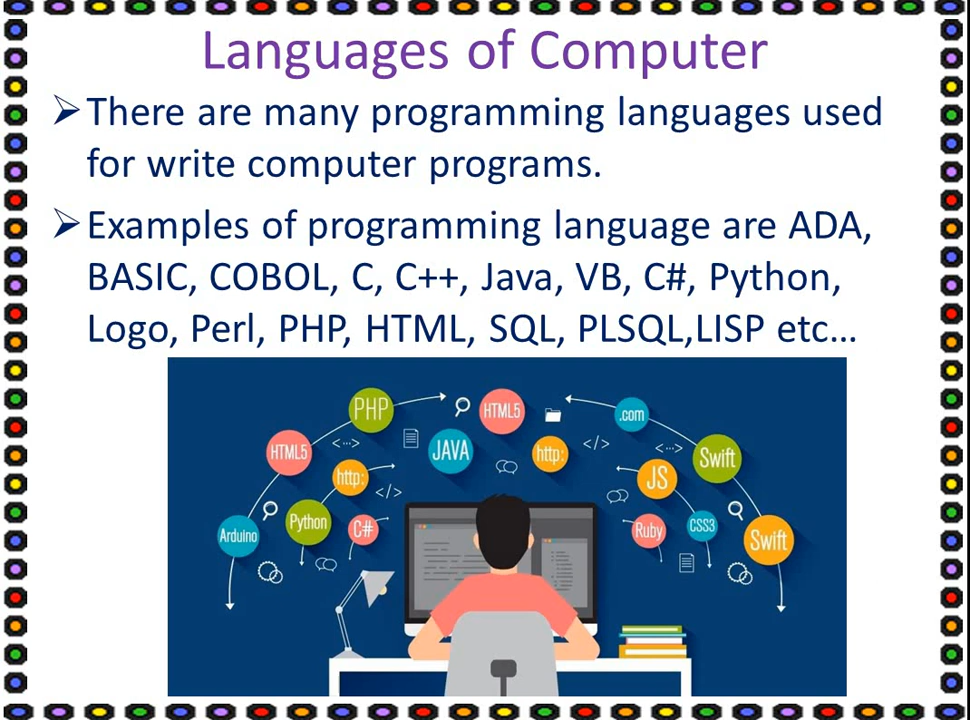 Languages of Computer
There are many programming languages used
for write computer programs.
Examples of programming language are ADA,
BASIC, COBOL, C, C++, Java, VB, C#, Python,
Logo, Perl, PHP, HTML, SQL, PLSQL,LISP etc...
PHP
HTML5
.com
HTML5
<···>
JAVA
http:
</>
<···>
Swift
http:
</>
JS
Arduino
Python
C#
Ruby
CSS3
Swift